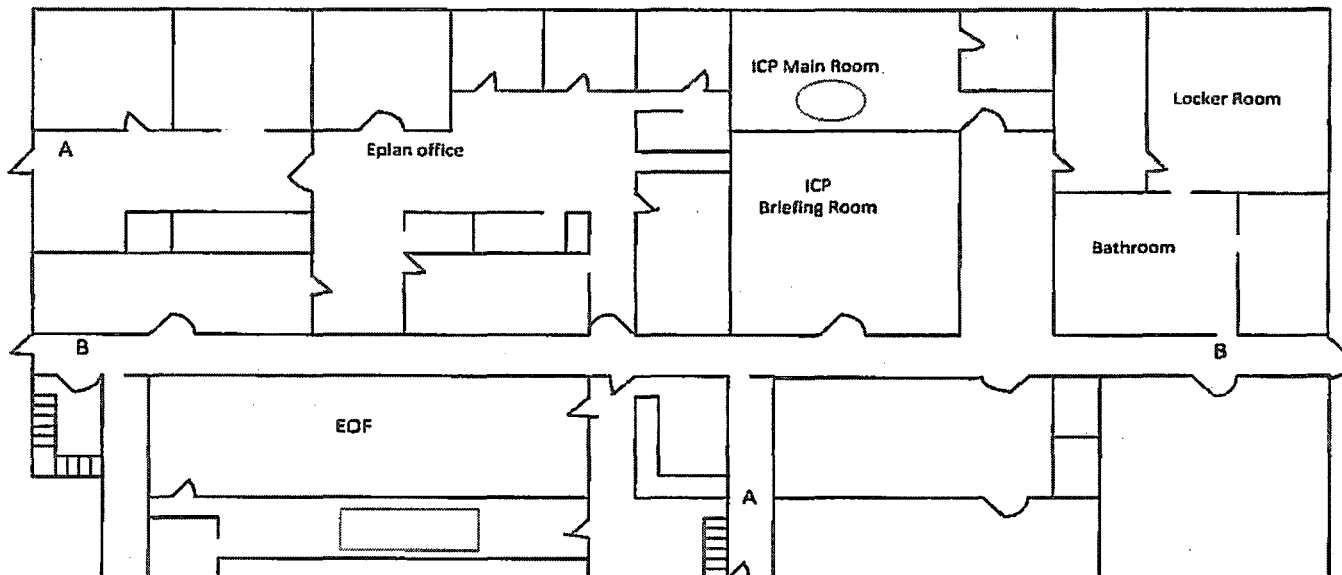 ICP Main Room
Locker Room
A
Eplan office
ICP
Briefing Room
Bathroom
B
B
EOF
A